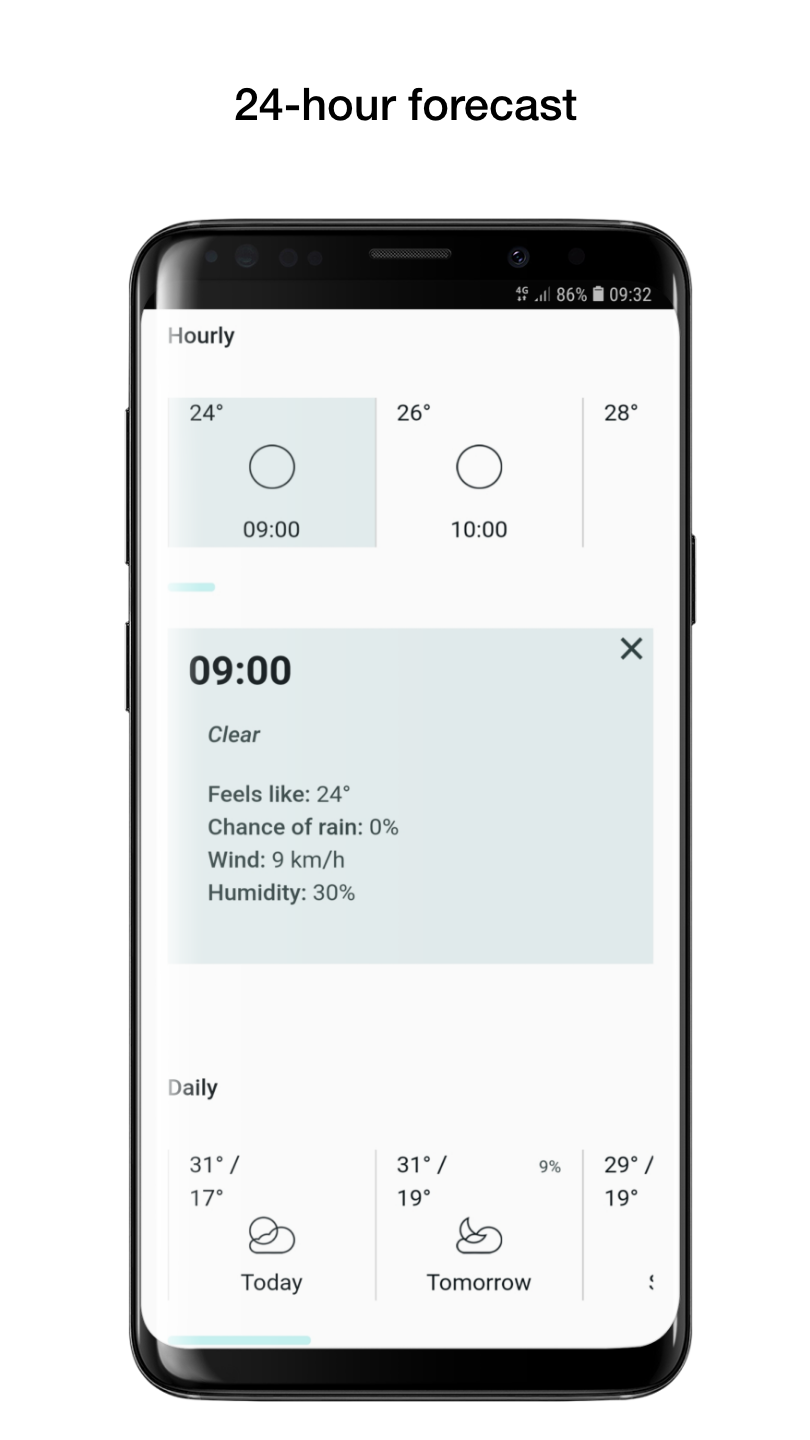 24-hour forecast
4G 86% 09:32
Hourly
24° 26° 28°
09:00 10:00
09:00
Clear
Feels like: 24°
Chance of rain: 0%
Wind: 9 km/h
Humidity: 30%
Daily
31° / 31° / 9% 29° /
17° 19° 19°
Today Tomorrow